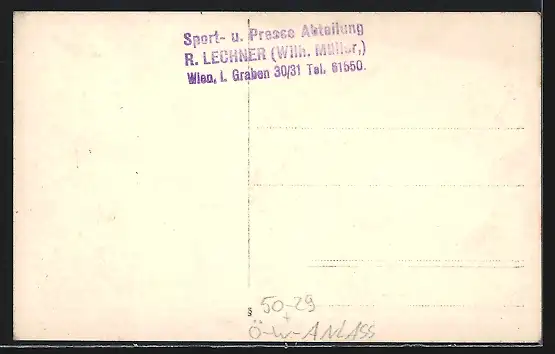 Sport- u. Presse Abteilung
R. LECHNER (Wilh. Müller,)
Wien, I. Graben 30/31 Tel. 61550.
50-29
+
Ö-W-ANLASS